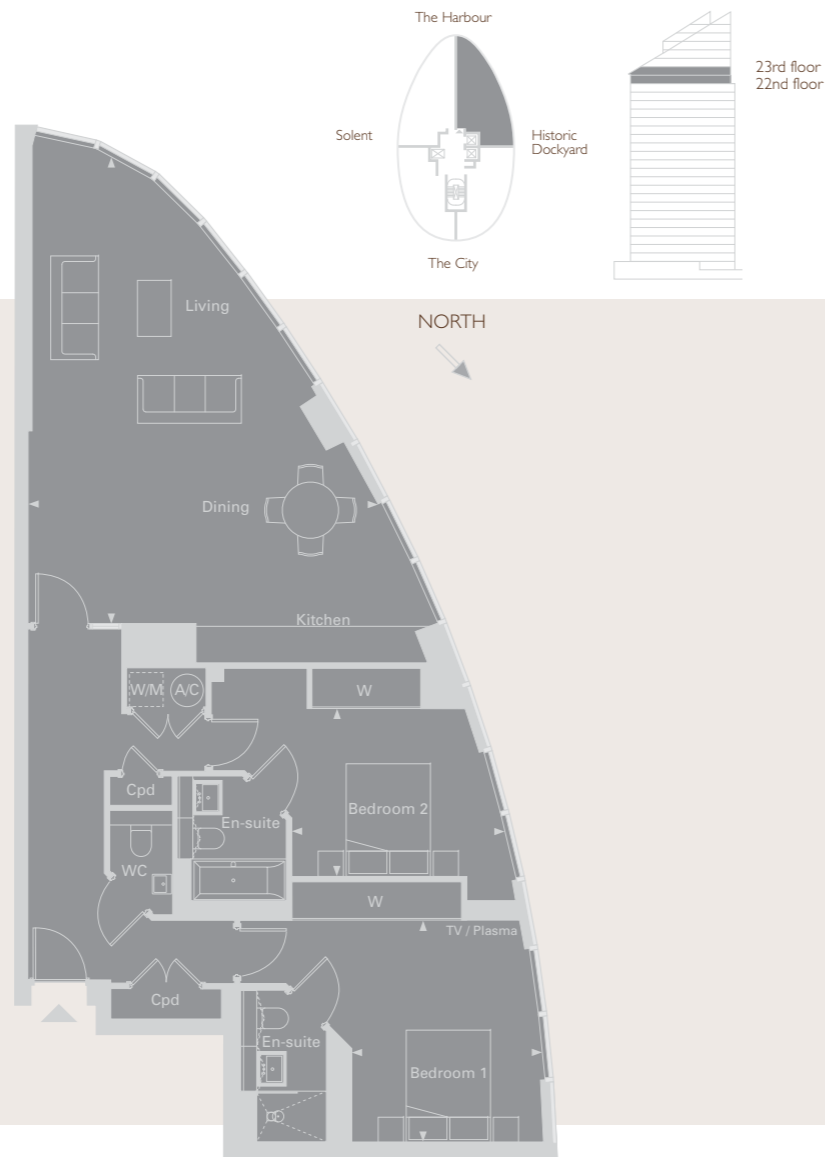 The Harbour
23rd floor
22nd floor
Solent
Historic
Dockyard
The City
Living
NORTH
Dining
Kitchen
W/M
A/C
W
Cpd
En-suite
Bedroom 2
WC
W
TV / Plasma
Cpd
En-suite
Bedroom 1